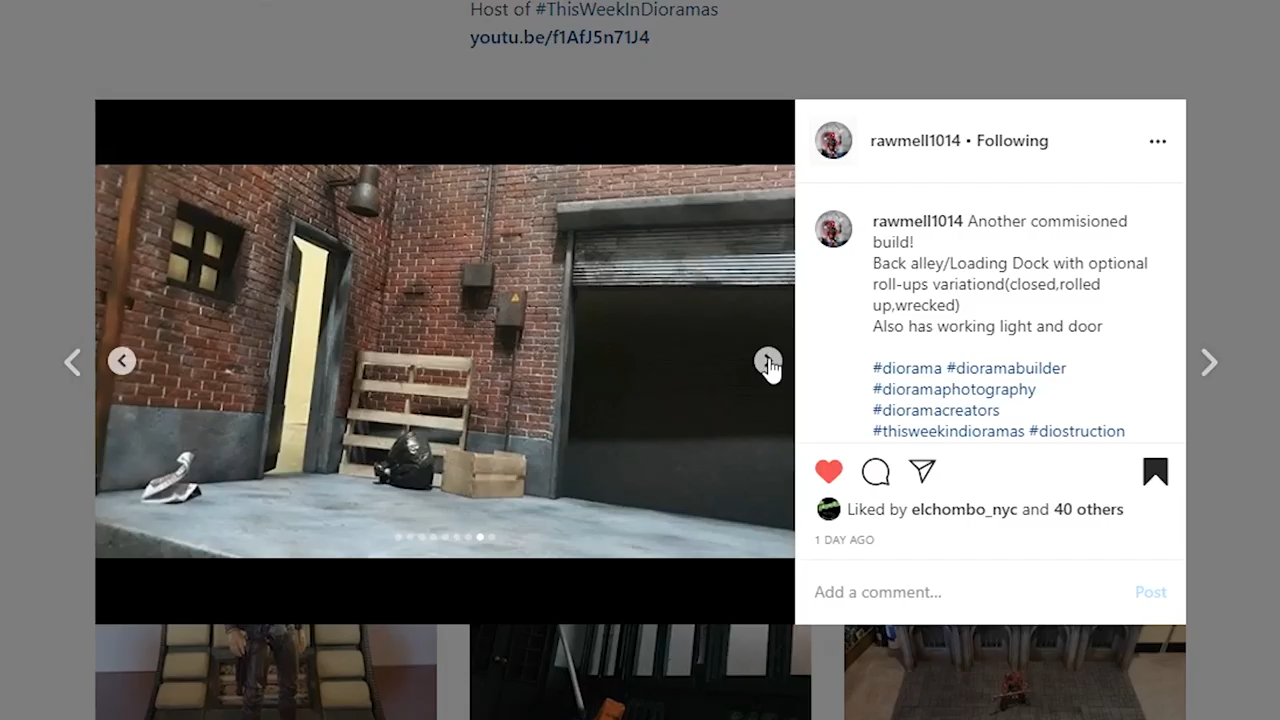 Host of #ThisWeekInDioramas
youtu.be/f1AfJ5n71J4
rawmell1014 • Following
rawmell1014 Another commisioned
build!
Back alley/Loading Dock with optional
roll-ups variationd(closed,rolled
up,wrecked)
Also has working light and door
#diorama #dioramabuilder
#dioramaphotography
#dioramacreators
#thisweekindioramas #diostruction
Liked by elchombo_nyc and 40 others
1 DAY AGO
Add a comment...
Post